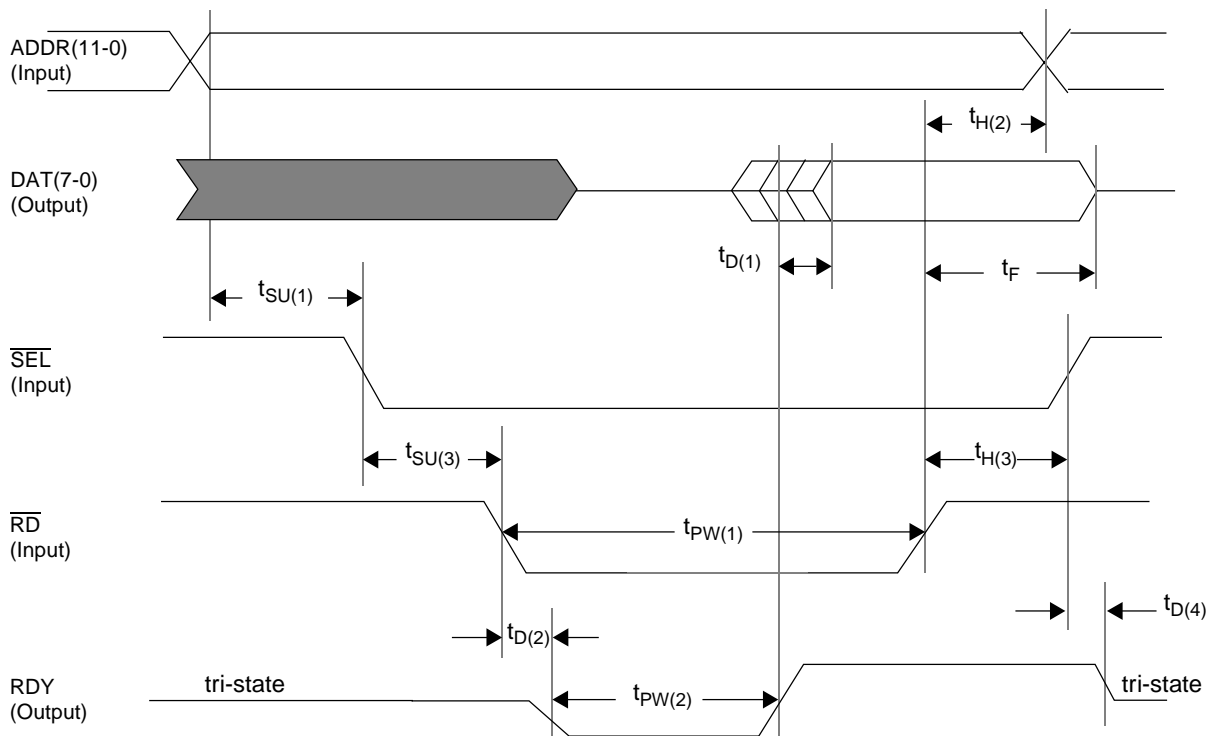 ADDR(11-0)
(Input)
tH(2)
DAT(7-0)
(Output)
tD(1)
tF
tSU(1)
SEL
(Input)
tSU(3)
tH(3)
RD
(Input)
tPW(1)
tD(4)
tD(2)
RDY
(Output)
tri-state
tPW(2)
tri-state